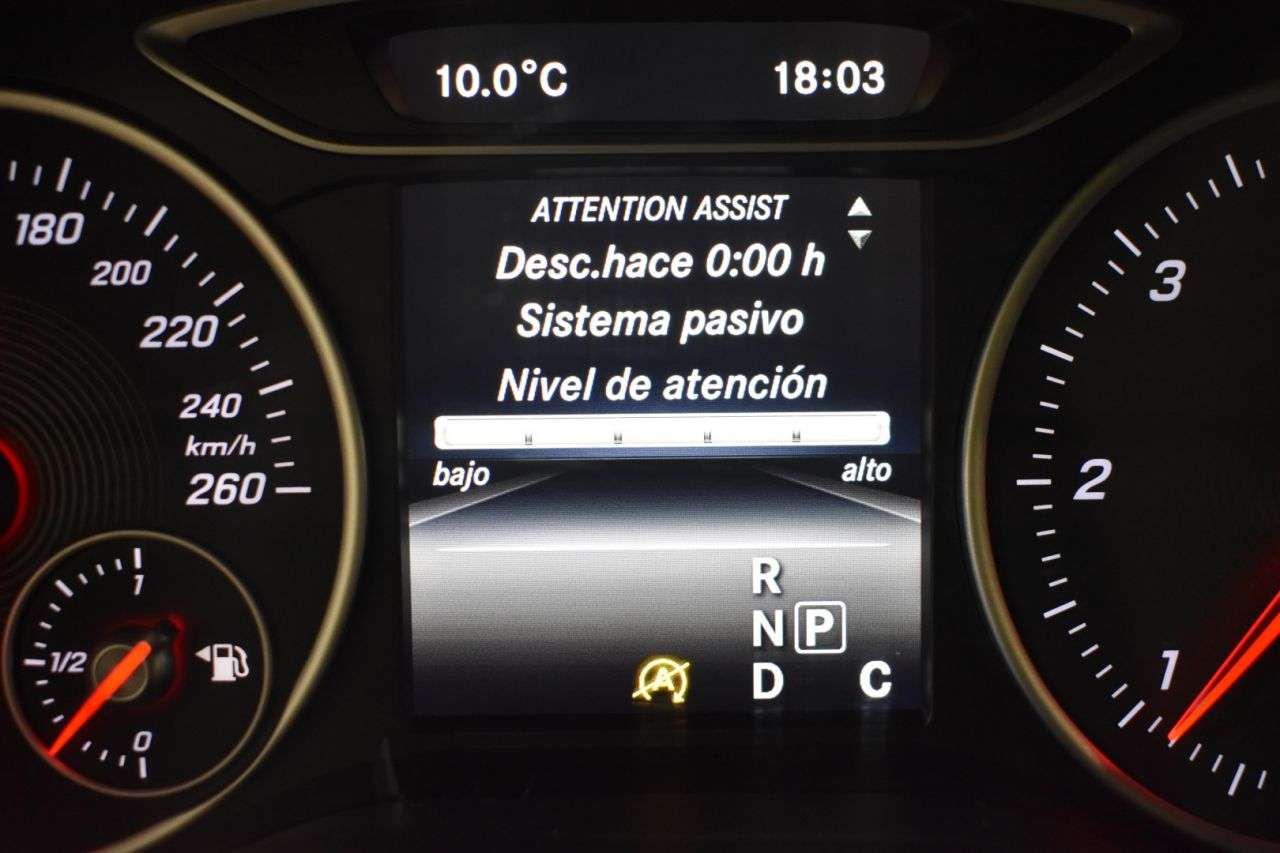 10.0°C 18:03
ATTENTION ASSIST
Desc.hace 0:00 h
Sistema pasivo
Nivel de atención
bajo alto
R
N P
D C
A
180
200
220
240
km/h
260
1
1/2
0
3
2
1